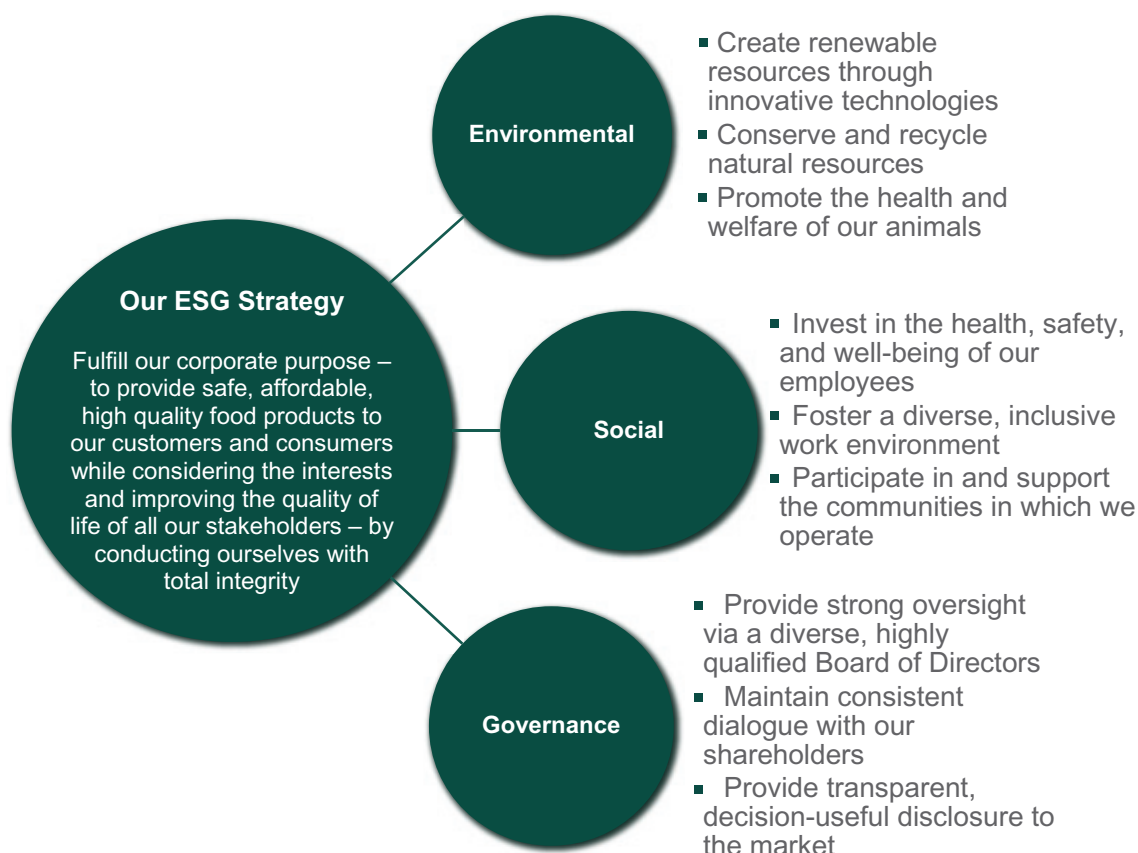 Our ESG Strategy
Fulfill our corporate purpose –
to provide safe, affordable,
high quality food products to
our customers and consumers
while considering the interests
and improving the quality of
life of all our stakeholders – by
conducting ourselves with
total integrity
Environmental
▪ Create renewable
resources through
innovative technologies
▪ Conserve and recycle
natural resources
▪ Promote the health and
welfare of our animals
Social
▪ Invest in the health, safety,
and well-being of our
employees
▪ Foster a diverse, inclusive
work environment
▪ Participate in and support
the communities in which we
operate
Governance
▪ Provide strong oversight
via a diverse, highly
qualified Board of Directors
▪ Maintain consistent
dialogue with our
shareholders
▪ Provide transparent,
decision-useful disclosure to
the market